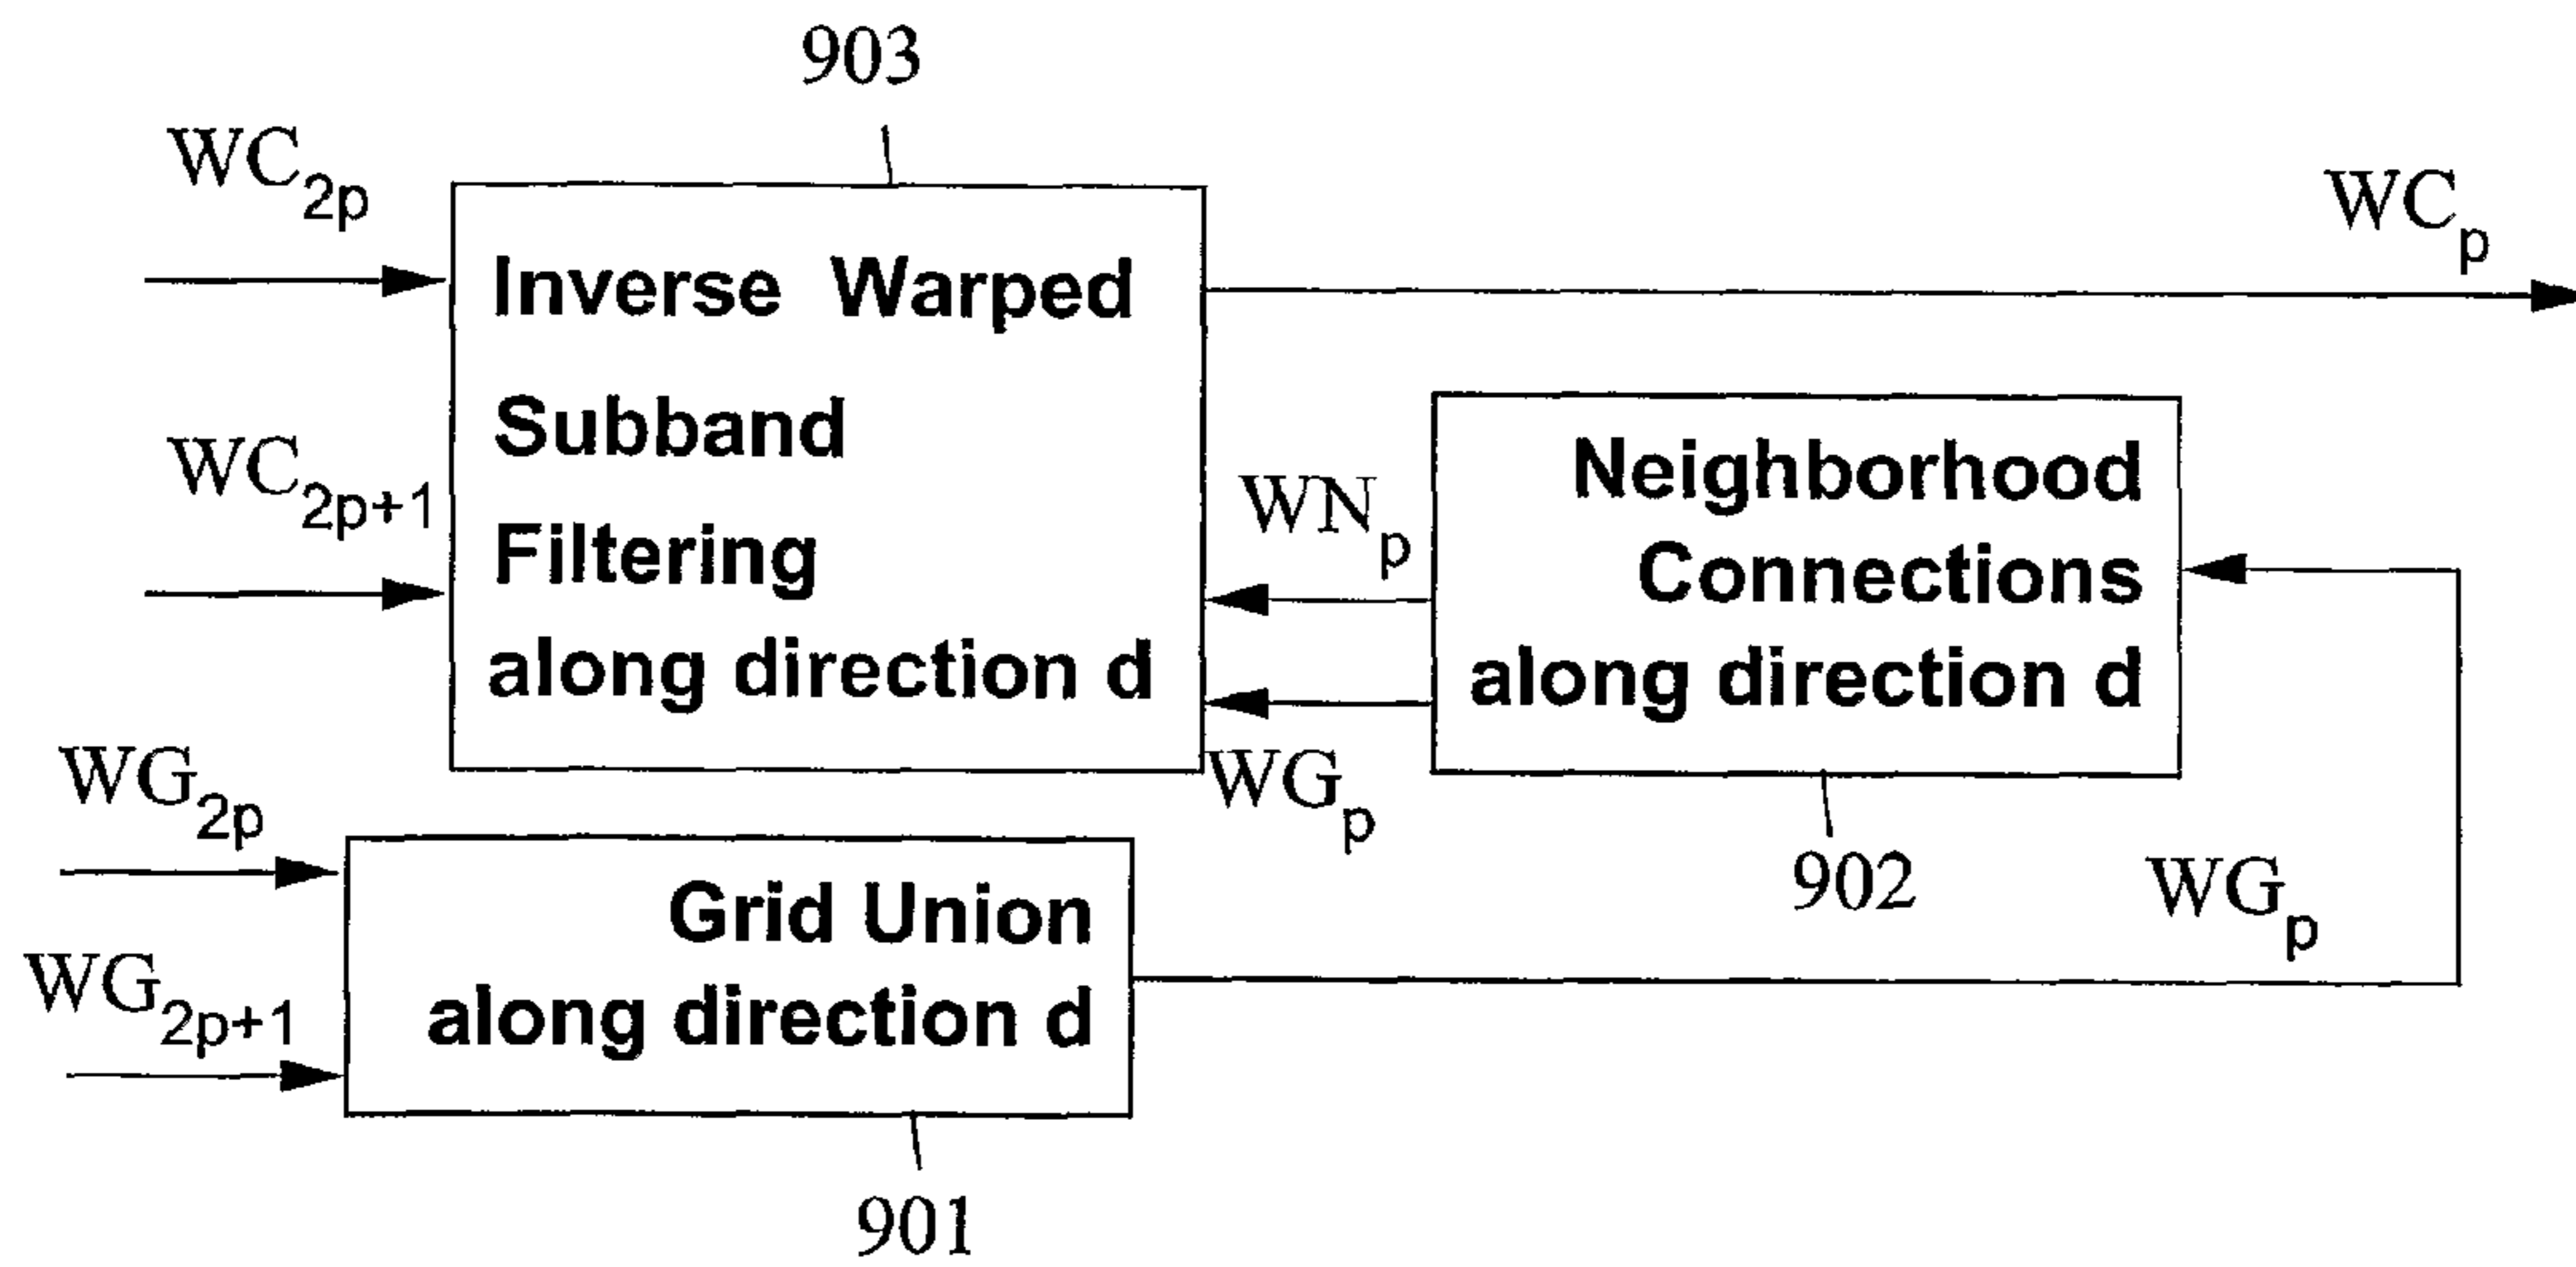 903
WC2p
WCp
Inverse Warped
Subband
Filtering
along direction d
WC2p+1
WNp
WGp
Neighborhood
Connections
along direction d
902
WG2p
WG2p+1
Grid Union
along direction d
WGp
901